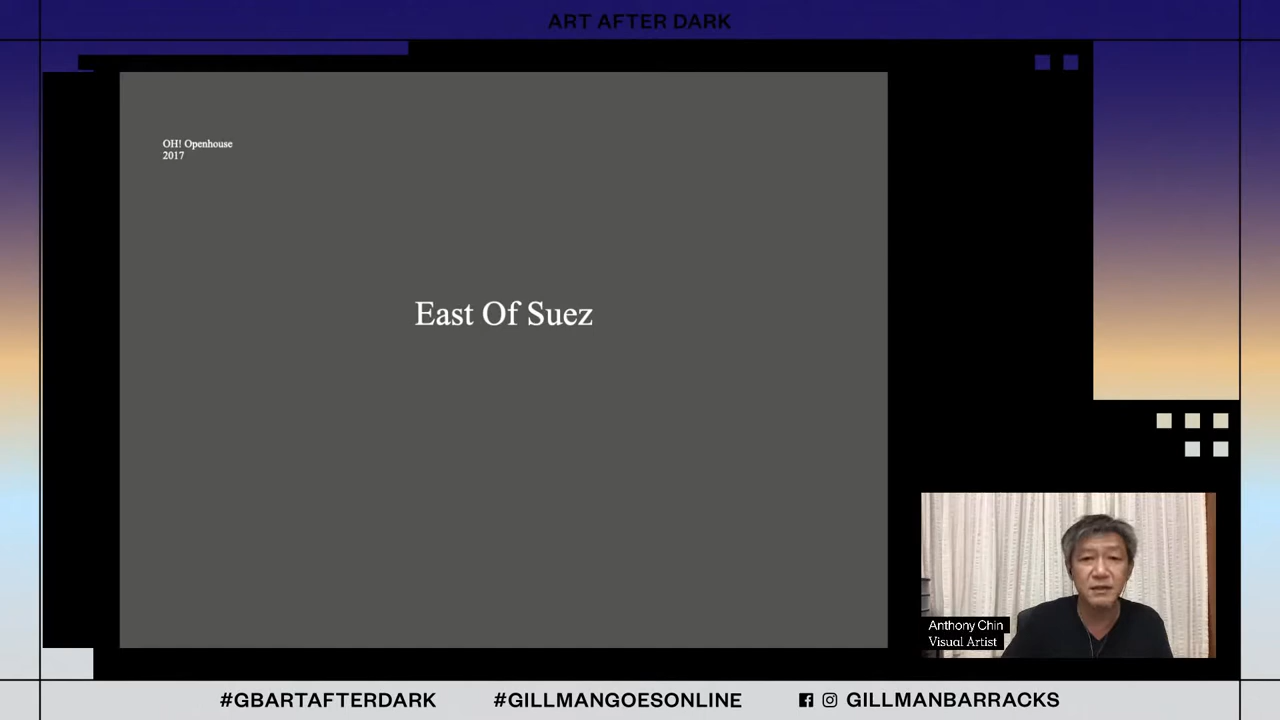 ART AFTER DARK
OH! Openhouse
2017
East Of Suez
Anthony Chin
Visual Artist
#GBARTAFTERDARK #GILLMANGOESONLINE GILLMANBARRACKS